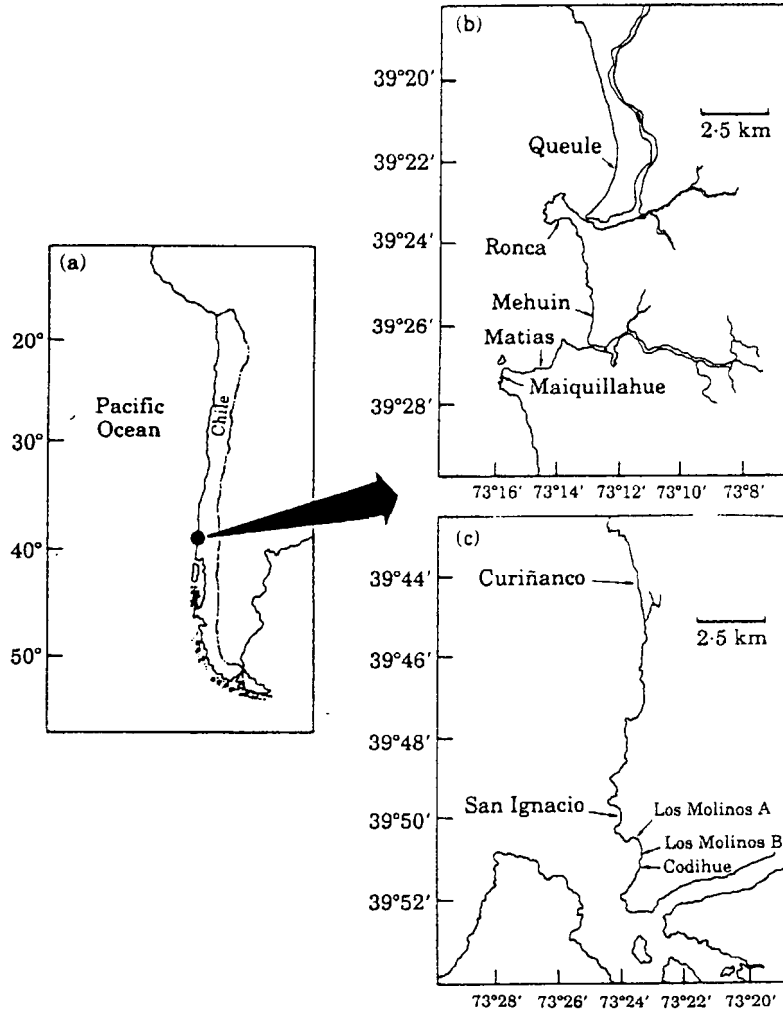 (a)
20°
30°
40°
50°
Pacific
Ocean
Chile
(b)
39°20′
39°22′
39°24′
39°26′
39°28′
2·5 km
Queule
Ronca
Mehuin
Matias
Maiquillahue
73°16′ 73°14′ 73°12′ 73°10′ 73°8′
(c)
39°44′
39°46′
39°48′
39°50′
39°52′
Curiñanco
2·5 km
San Ignacio
Los Molinos A
Los Molinos B
Codihue
73°28′ 73°26′ 73°24′ 73°22′ 73°20′